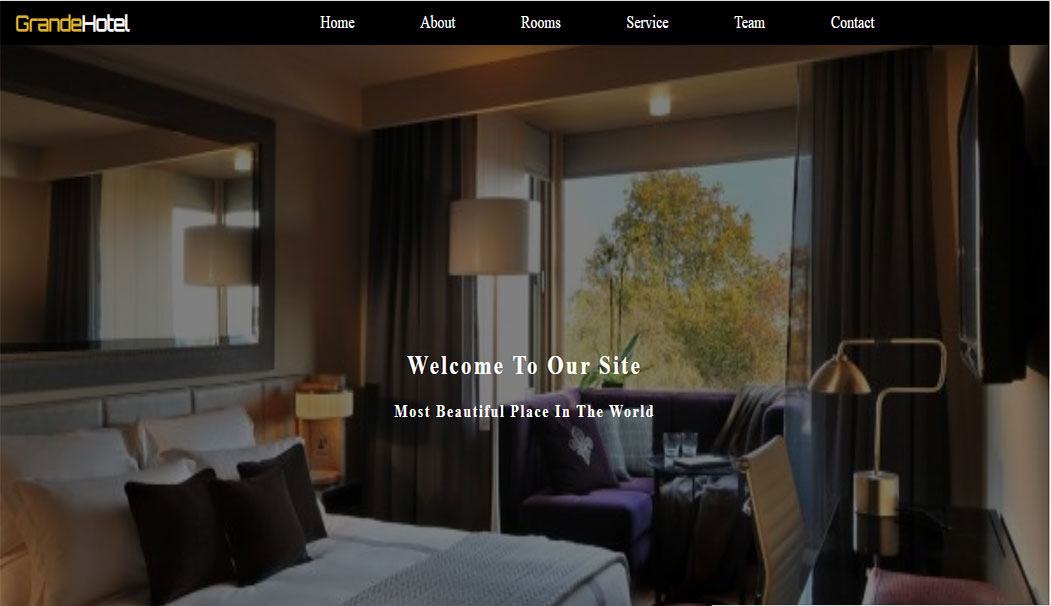 GrandeHotel Home About Rooms Service Team Contact
Welcome To Our Site
Most Beautiful Place In The World